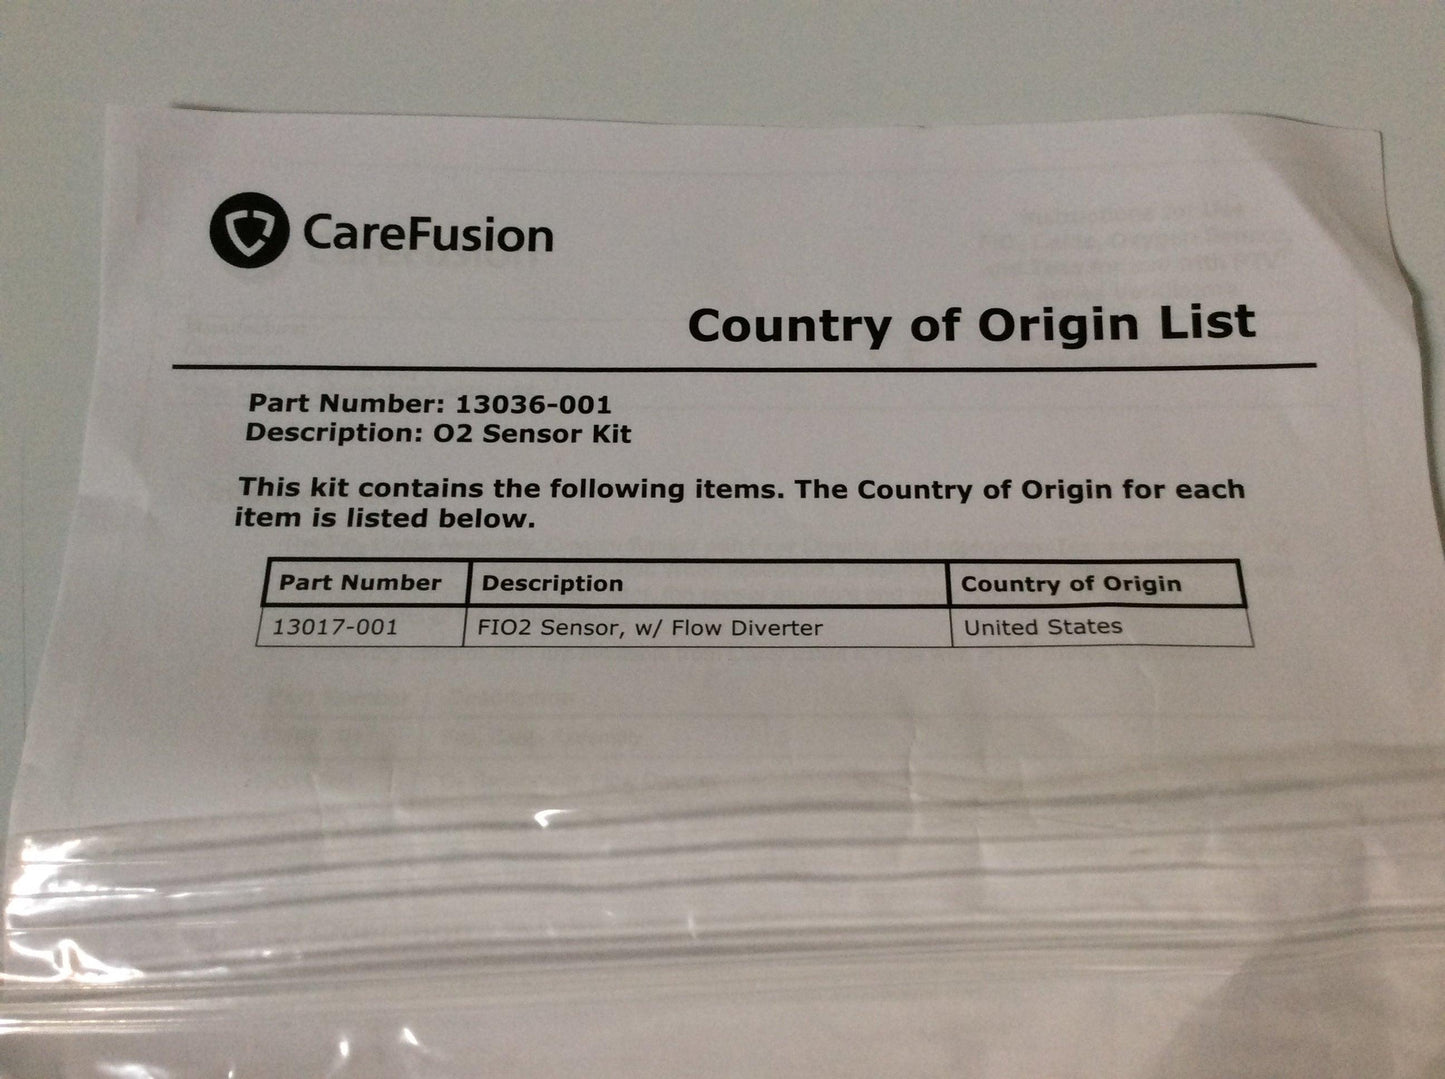 CareFusion
Country of Origin List
Part Number: 13036-001
Description: O2 Sensor Kit
This kit contains the following items. The Country of Origin for each
item is listed below.
Part Number Description Country of Origin
13017-001 FIO2 Sensor, w/ Flow Diverter United States